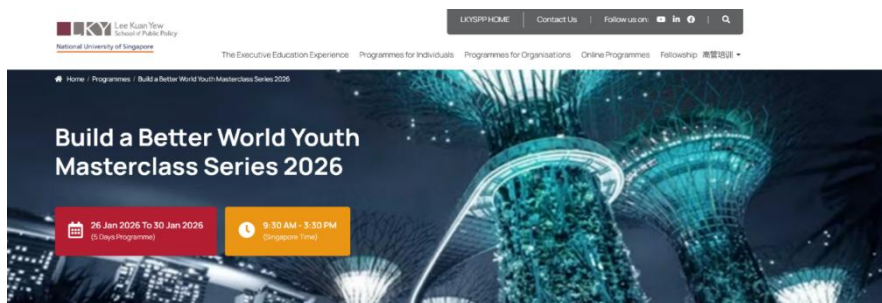 LKYSPP HOME Contact Us | Follow us on: | 
LKY Lee Kuan Yew
School of Public Policy
National University of Singapore
The Executive Education Experience Programmes for Individuals Programmes for Organisations Online Programmes Fellowship 高管培训
Home / Programmes / Build a Better World Youth Masterclass Series 2026
Build a Better World Youth
Masterclass Series 2026
26 Jan 2026 To 30 Jan 2026
(5 Days Programme)
9:30 AM - 3:30 PM
(Singapore Time)